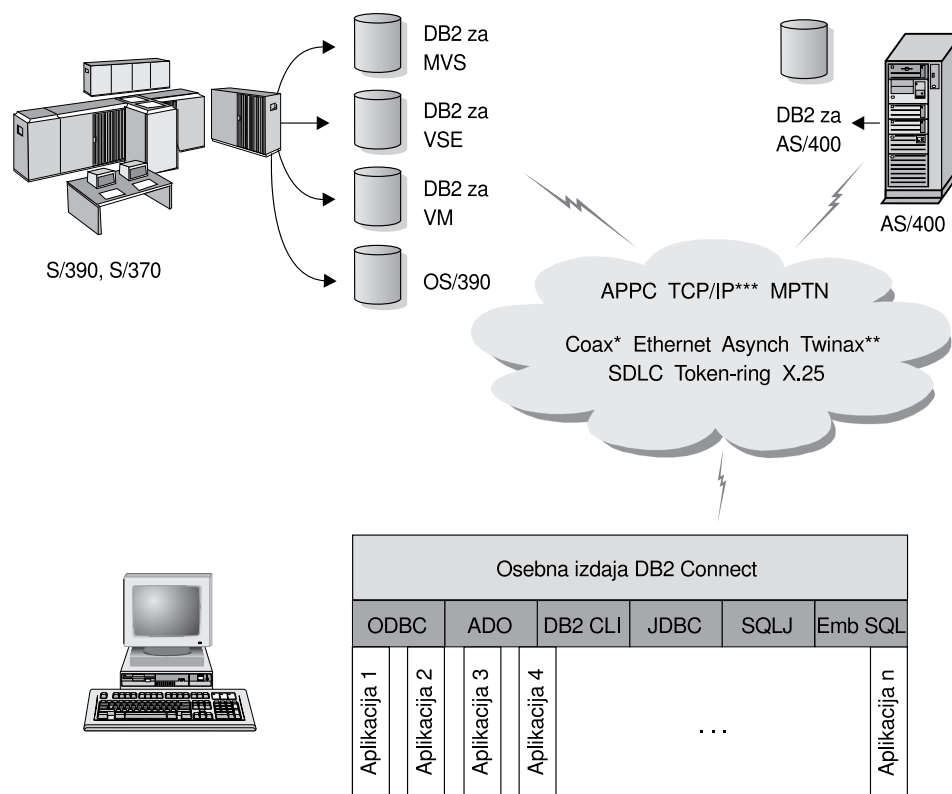 DB2 za
MVS
DB2 za
VSE
DB2 za
VM
OS/390
S/390, S/370
DB2 za
AS/400
AS/400
APPC TCP/IP*** MPTN
Coax* Ethernet Asynch Twinax**
SDLC Token-ring X.25
Osebna izdaja DB2 Connect
ODBC ADO DB2 CLI JDBC SQLJ Emb SQL
Aplikacija 1
Aplikacija 2
Aplikacija 3
Aplikacija 4
...
Aplikacija n